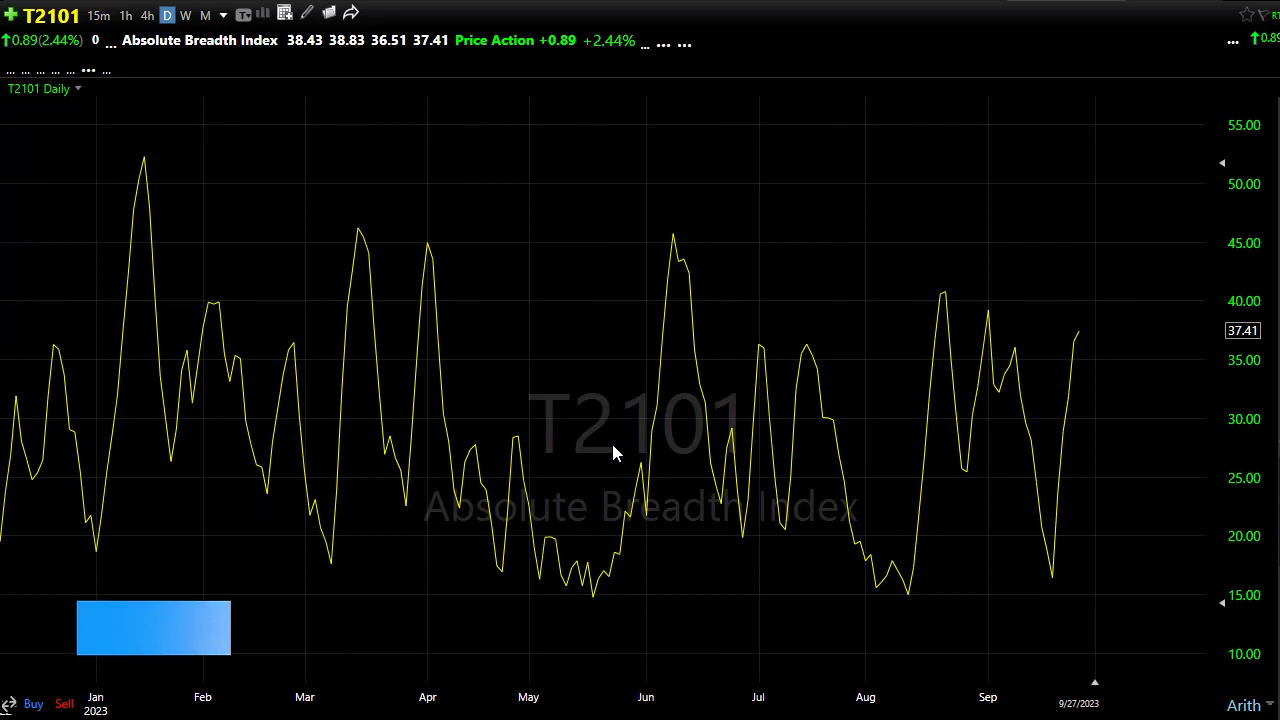 T2101 15m 1h 4h D W M T
0.89(2.44%) 0 ... Absolute Breadth Index 38.43 38.83 36.51 37.41 Price Action +0.89 +2.44% ... ... ... ... 0.89
... ... ... ... ... ... ...
T2101 Daily
55.00
50.00
45.00
40.00
37.41
35.00
30.00
25.00
20.00
15.00
10.00
T2101
Absolute Breadth Index
Jan Feb Mar Apr May Jun Jul Aug Sep
2023 9/27/2023
Buy Sell Arith